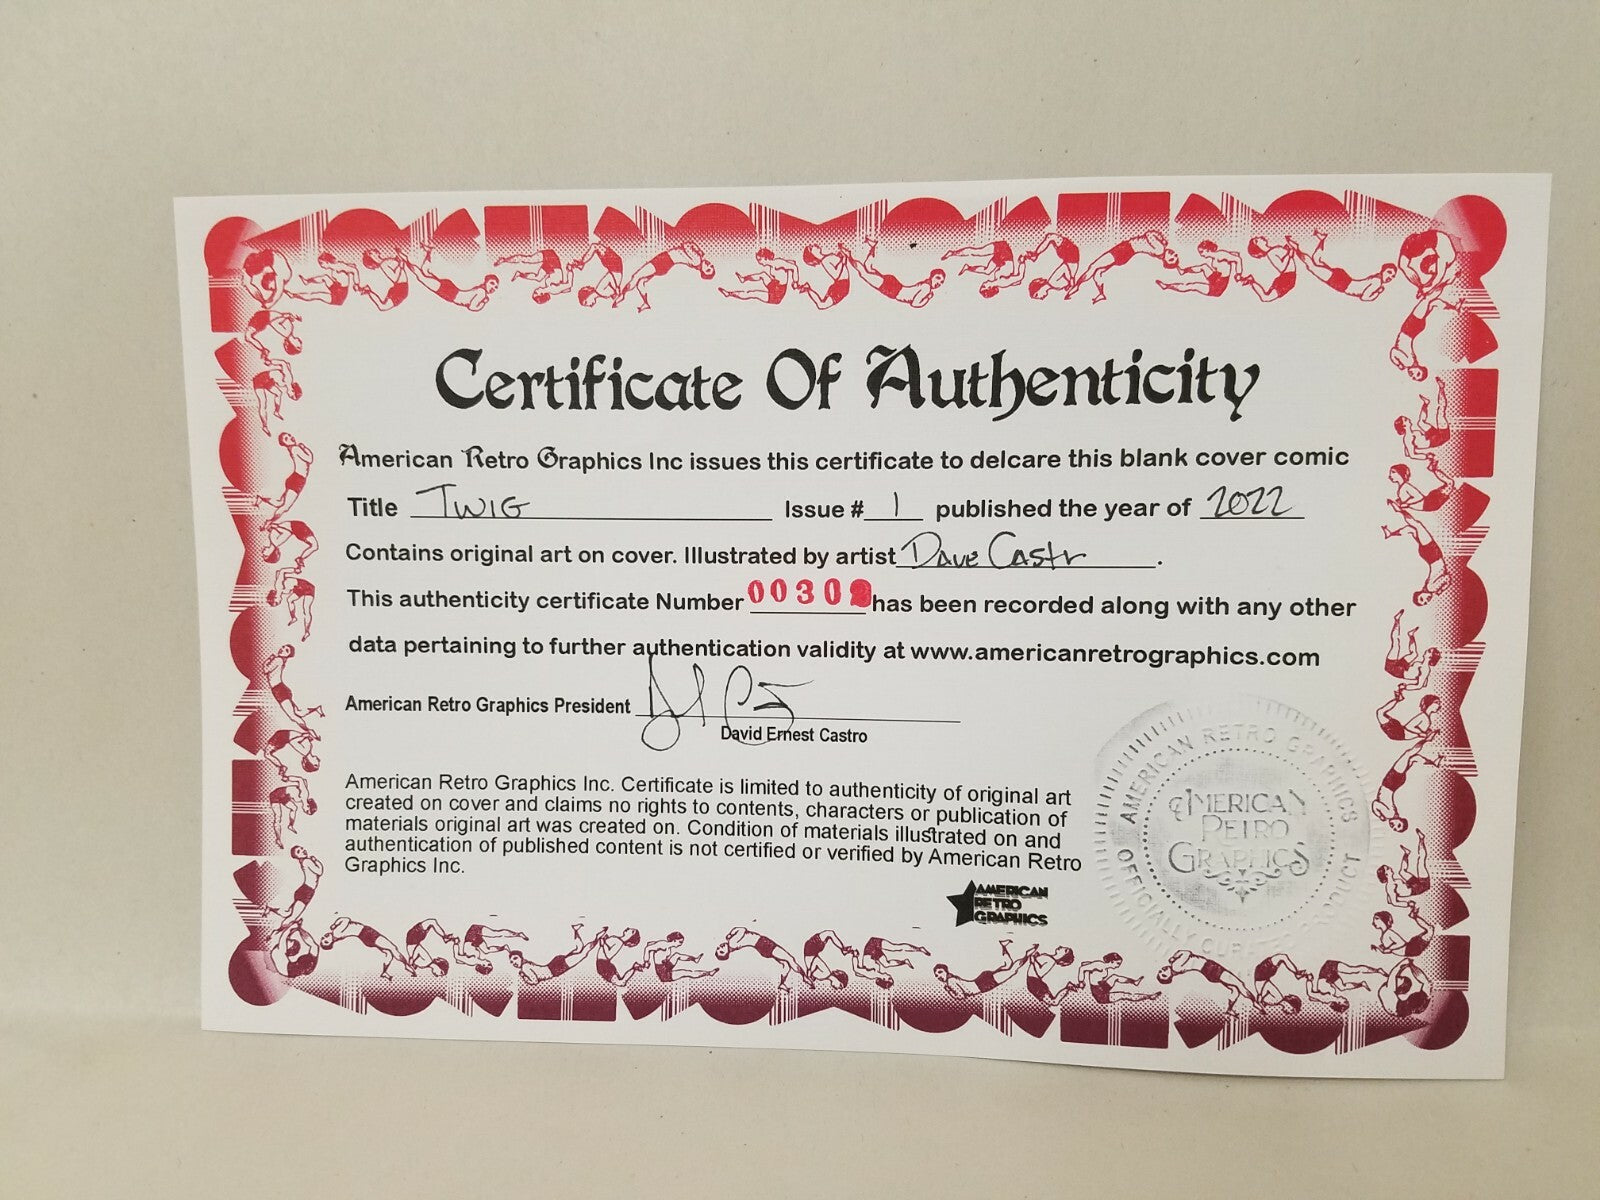 Certificate Of Authenticity
American Retro Graphics Inc issues this certificate to delcare this blank cover comic
Title TWIG Issue # 1 published the year of 2022
Contains original art on cover. Illustrated by artist Dave Castr.
This authenticity certificate Number 0030 has been recorded along with any other
data pertaining to further authentication validity at www.americanretrographics.com
American Retro Graphics President
David Ernest Castro
American Retro Graphics Inc. Certificate is limited to authenticity of original art
created on cover and claims no rights to contents, characters or publication of
materials original art was created on. Condition of materials illustrated on and
authentication of published content is not certified or verified by American Retro
Graphics Inc.
AMERICAN
RETRO
GRAPHICS
AMERICAN RETRO GRAPHICS
AMERICAN
RETRO
GRAPHICS
OFFICIALLY CURATED PRODUCT